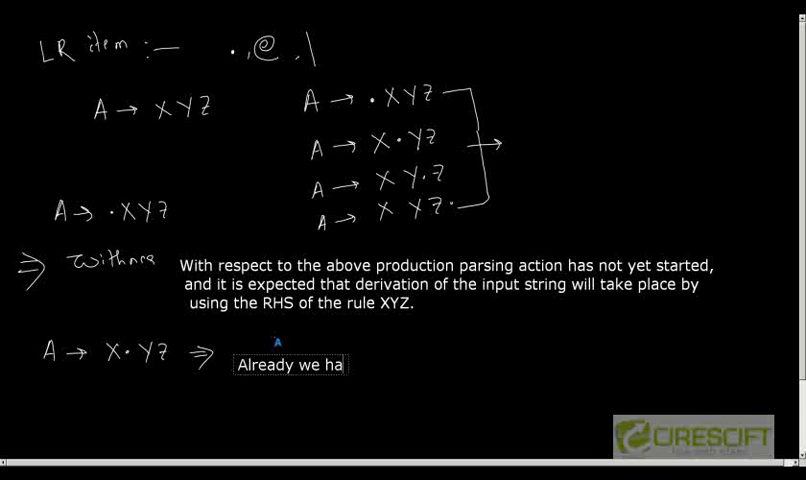 LR item :— . , @ , |
A → XYZ
A → .XYZ
A → X.YZ
A → XY.Z
A → XYZ.
A → .XYZ
⇒
With respect to the above production parsing action has not yet started,
and it is expected that derivation of the input string will take place by
using the RHS of the rule XYZ.
A → X.YZ ⇒
A
Already we ha
CIRESCIFT